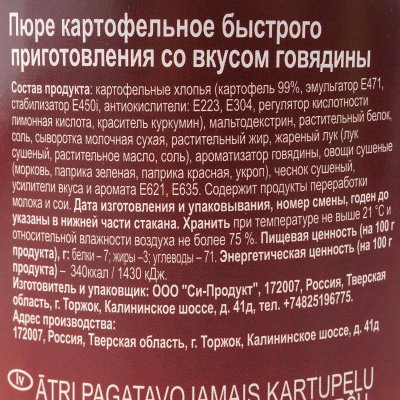 Пюре картофельное быстрого
приготовления со вкусом говядины
Состав продукта: картофельные хлопья (картофель 99%, эмульгатор Е471,
стабилизатор Е450i, антиокислители: Е223, Е304, регулятор кислотности
лимонная кислота, краситель куркумин), мальтодекстрин, растительный белок,
соль, сыворотка молочная сухая, растительный жир, жареный лук (лук
сушеный, растительное масло, соль), ароматизатор говядины, овощи сушеные
(морковь, паприка зеленая, паприка красная, укроп), чеснок сушеный,
усилители вкуса и аромата Е621, Е635. Содержит продукты переработки
молока и сои. Дата изготовления и упаковывания, номер смены, годен до
указаны в нижней части стакана. Хранить при температуре не выше 21 °С и
относительной влажности воздуха не более 75 %. Пищевая ценность (на 100 г
продукта), г: белки –7; жиры –3; углеводы –71. Энергетическая ценность (на 100 г
продукта) – 340ккал / 1430 кДж.
Изготовитель и упаковщик: ООО "Си-Продукт", 172007, Россия, Тверская
область, г. Торжок, Калининское шоссе, д. 41д, тел. +74825196775.
Адрес производства:
172007, Россия, Тверская область, г. Торжок, Калининское шоссе, д. 41д
lv
ĀTRI PAGATAVOJAMAIS KARTUPEĻU